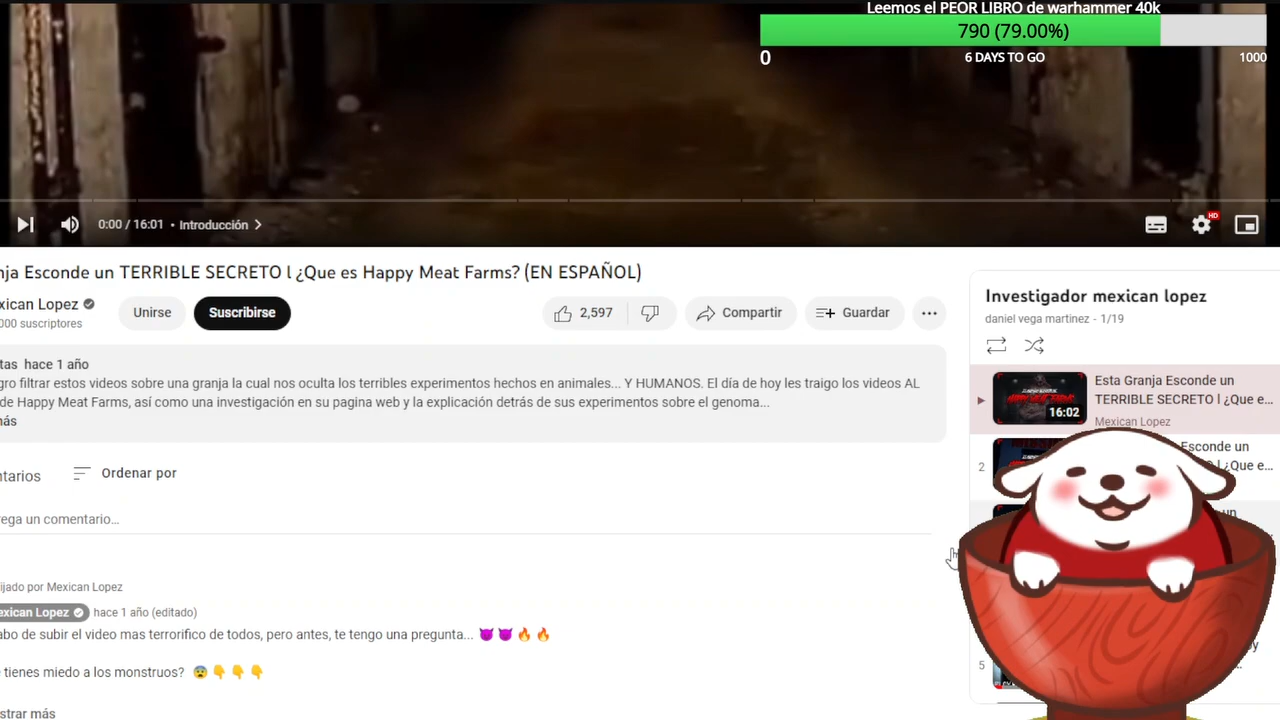 Leemos el PEOR LIBRO de warhammer 40k
790 (79.00%)
0
6 DAYS TO GO
1000
0:00 / 16:01 • Introducción
HD
nja Esconde un TERRIBLE SECRETO l ¿Que es Happy Meat Farms? (EN ESPAÑOL)
xican Lopez
000 suscriptores
Unirse
Suscribirse
2,597
Compartir
Guardar
tas hace 1 año
gro filtrar estos videos sobre una granja la cual nos oculta los terribles experimentos hechos en animales... Y HUMANOS. El día de hoy les traigo los videos AL
de Happy Meat Farms, así como una investigación en su pagina web y la explicación detrás de sus experimentos sobre el genoma...
nás
ntarios
Ordenar por
rega un comentario...
ijado por Mexican Lopez
exican Lopez hace 1 año (editado)
abo de subir el video mas terrorifico de todos, pero antes, te tengo una pregunta... 😈 😈 🔥 🔥
tienes miedo a los monstruos? 😨 👇 👇 👇
strar más
Investigador mexican lopez
daniel vega martinez - 1/19
16:02
Esta Granja Esconde un
TERRIBLE SECRETO l ¿Que e...
Mexican Lopez
2
Esconde un
O l ¿Que e...
un
5